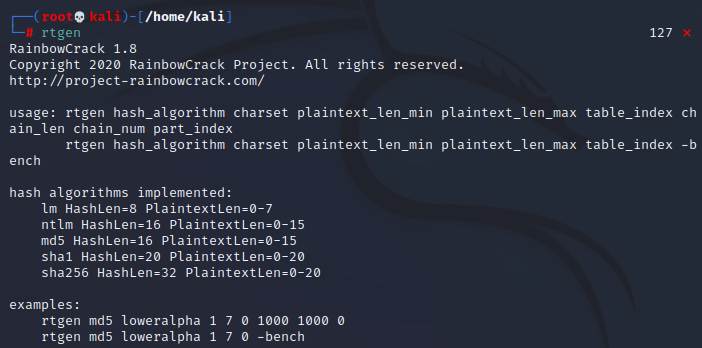 ┌──(root💀kali)-[/home/kali]
└─# rtgen 127 ⨯
RainbowCrack 1.8
Copyright 2020 RainbowCrack Project. All rights reserved.
http://project-rainbowcrack.com/

usage: rtgen hash_algorithm charset plaintext_len_min plaintext_len_max table_index ch
ain_len chain_num part_index
       rtgen hash_algorithm charset plaintext_len_min plaintext_len_max table_index -b
ench

hash algorithms implemented:
    lm HashLen=8 PlaintextLen=0-7
    ntlm HashLen=16 PlaintextLen=0-15
    md5 HashLen=16 PlaintextLen=0-15
    sha1 HashLen=20 PlaintextLen=0-20
    sha256 HashLen=32 PlaintextLen=0-20

examples:
    rtgen md5 loweralpha 1 7 0 1000 1000 0
    rtgen md5 loweralpha 1 7 0 -bench